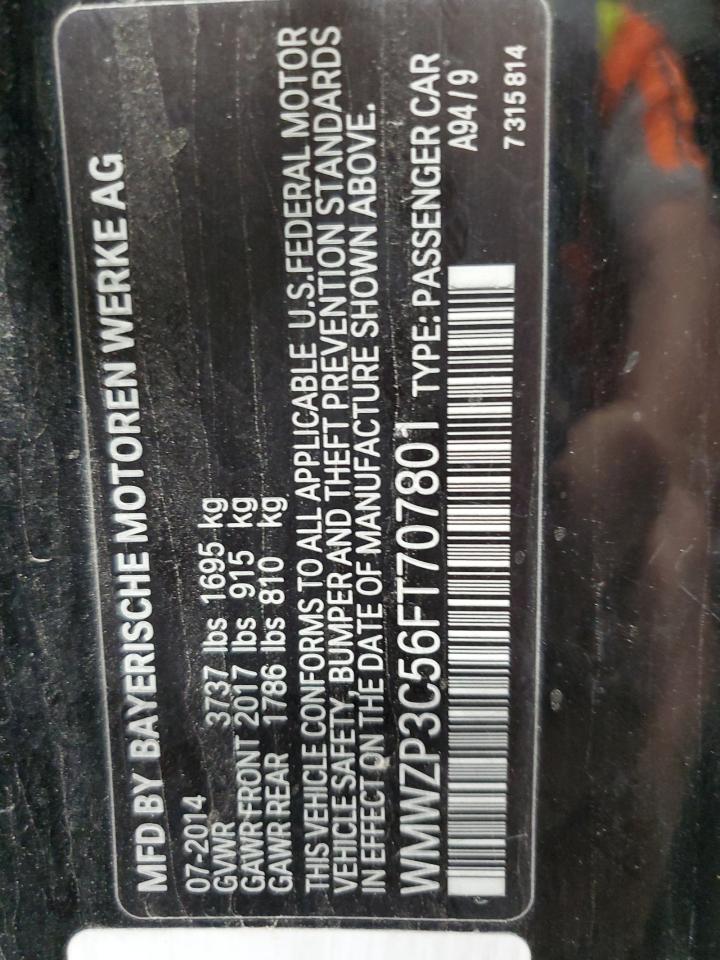 MFD BY BAYERISCHE MOTOREN WERKE AG
07-2014
GVWR 3737 lbs 1695 kg
GAWR FRONT 2017 lbs 915 kg
GAWR REAR 1786 lbs 810 kg
THIS VEHICLE CONFORMS TO ALL APPLICABLE U.S.FEDERAL MOTOR
VEHICLE SAFETY, BUMPER AND THEFT PREVENTION STANDARDS
IN EFFECT ON THE DATE OF MANUFACTURE SHOWN ABOVE.
WMWZP3C56FT707801 TYPE: PASSENGER CAR
A94 / 9
7 315 814